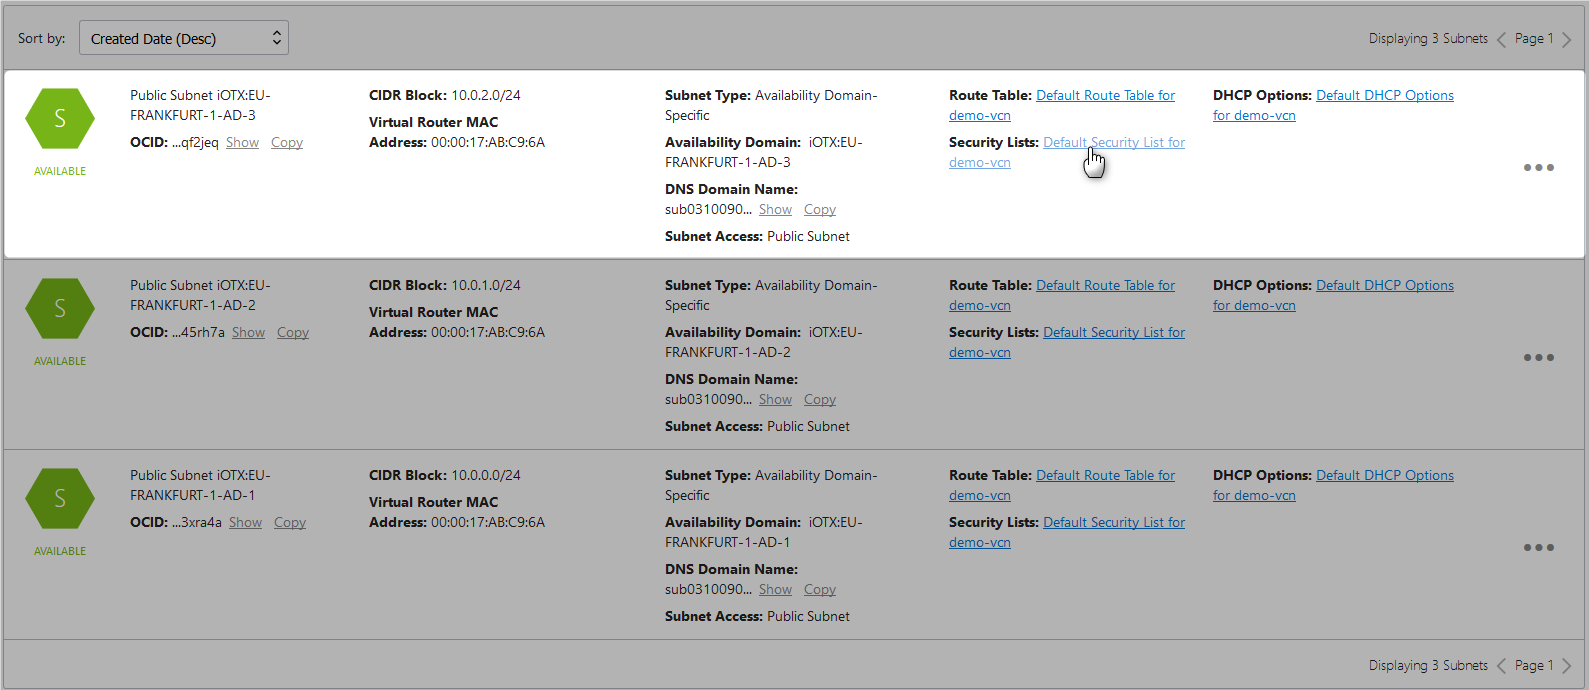 Sort by: Created Date (Desc) Displaying 3 Subnets Page 1
S
AVAILABLE
Public Subnet iOTX:EU-
FRANKFURT-1-AD-3
OCID: ...qf2jeq Show Copy
CIDR Block: 10.0.2.0/24
Virtual Router MAC
Address: 00:00:17:AB:C9:6A
Subnet Type: Availability Domain-
Specific
Availability Domain: iOTX:EU-
FRANKFURT-1-AD-3
DNS Domain Name:
sub0310090... Show Copy
Subnet Access: Public Subnet
Route Table: Default Route Table for
demo-vcn
Security Lists: Default Security List for
demo-vcn
DHCP Options: Default DHCP Options
for demo-vcn
S
AVAILABLE
Public Subnet iOTX:EU-
FRANKFURT-1-AD-2
OCID: ...45rh7a Show Copy
CIDR Block: 10.0.1.0/24
Virtual Router MAC
Address: 00:00:17:AB:C9:6A
Subnet Type: Availability Domain-
Specific
Availability Domain: iOTX:EU-
FRANKFURT-1-AD-2
DNS Domain Name:
sub0310090... Show Copy
Subnet Access: Public Subnet
Route Table: Default Route Table for
demo-vcn
Security Lists: Default Security List for
demo-vcn
DHCP Options: Default DHCP Options
for demo-vcn
S
AVAILABLE
Public Subnet iOTX:EU-
FRANKFURT-1-AD-1
OCID: ...3xra4a Show Copy
CIDR Block: 10.0.0.0/24
Virtual Router MAC
Address: 00:00:17:AB:C9:6A
Subnet Type: Availability Domain-
Specific
Availability Domain: iOTX:EU-
FRANKFURT-1-AD-1
DNS Domain Name:
sub0310090... Show Copy
Subnet Access: Public Subnet
Route Table: Default Route Table for
demo-vcn
Security Lists: Default Security List for
demo-vcn
DHCP Options: Default DHCP Options
for demo-vcn
Displaying 3 Subnets Page 1